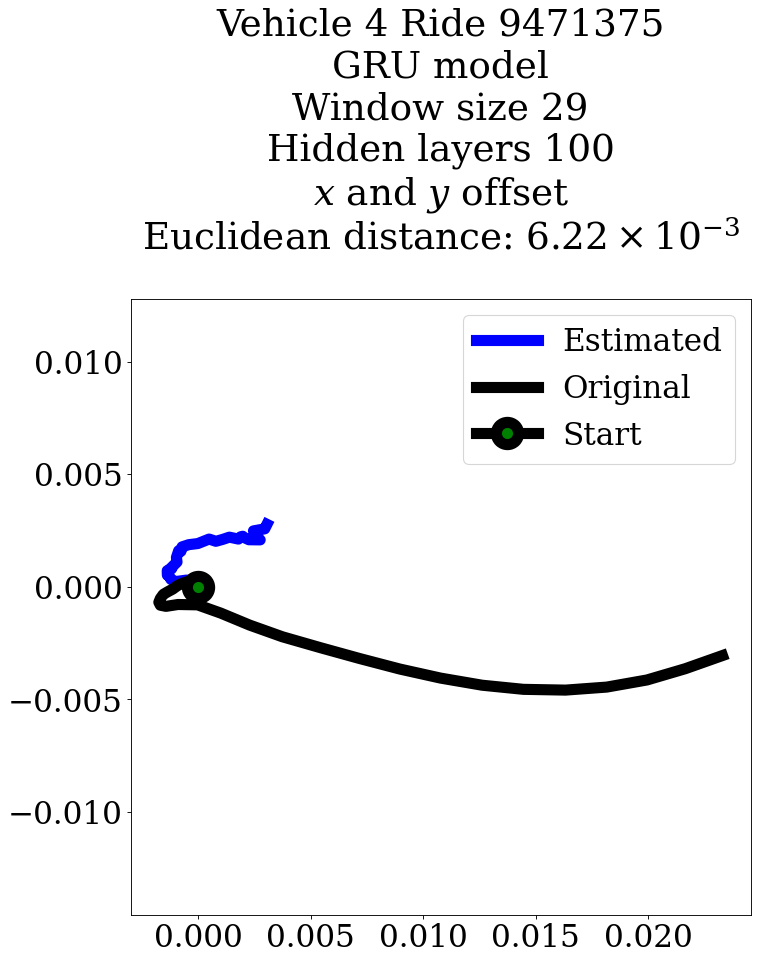 Vehicle 4 Ride 9471375
GRU model
Window size 29
Hidden layers 100
x and y offset
Euclidean distance: 6.22 × 10⁻³
Estimated
Original
Start
0.010
0.005
0.000
−0.005
−0.010
0.000 0.005 0.010 0.015 0.020